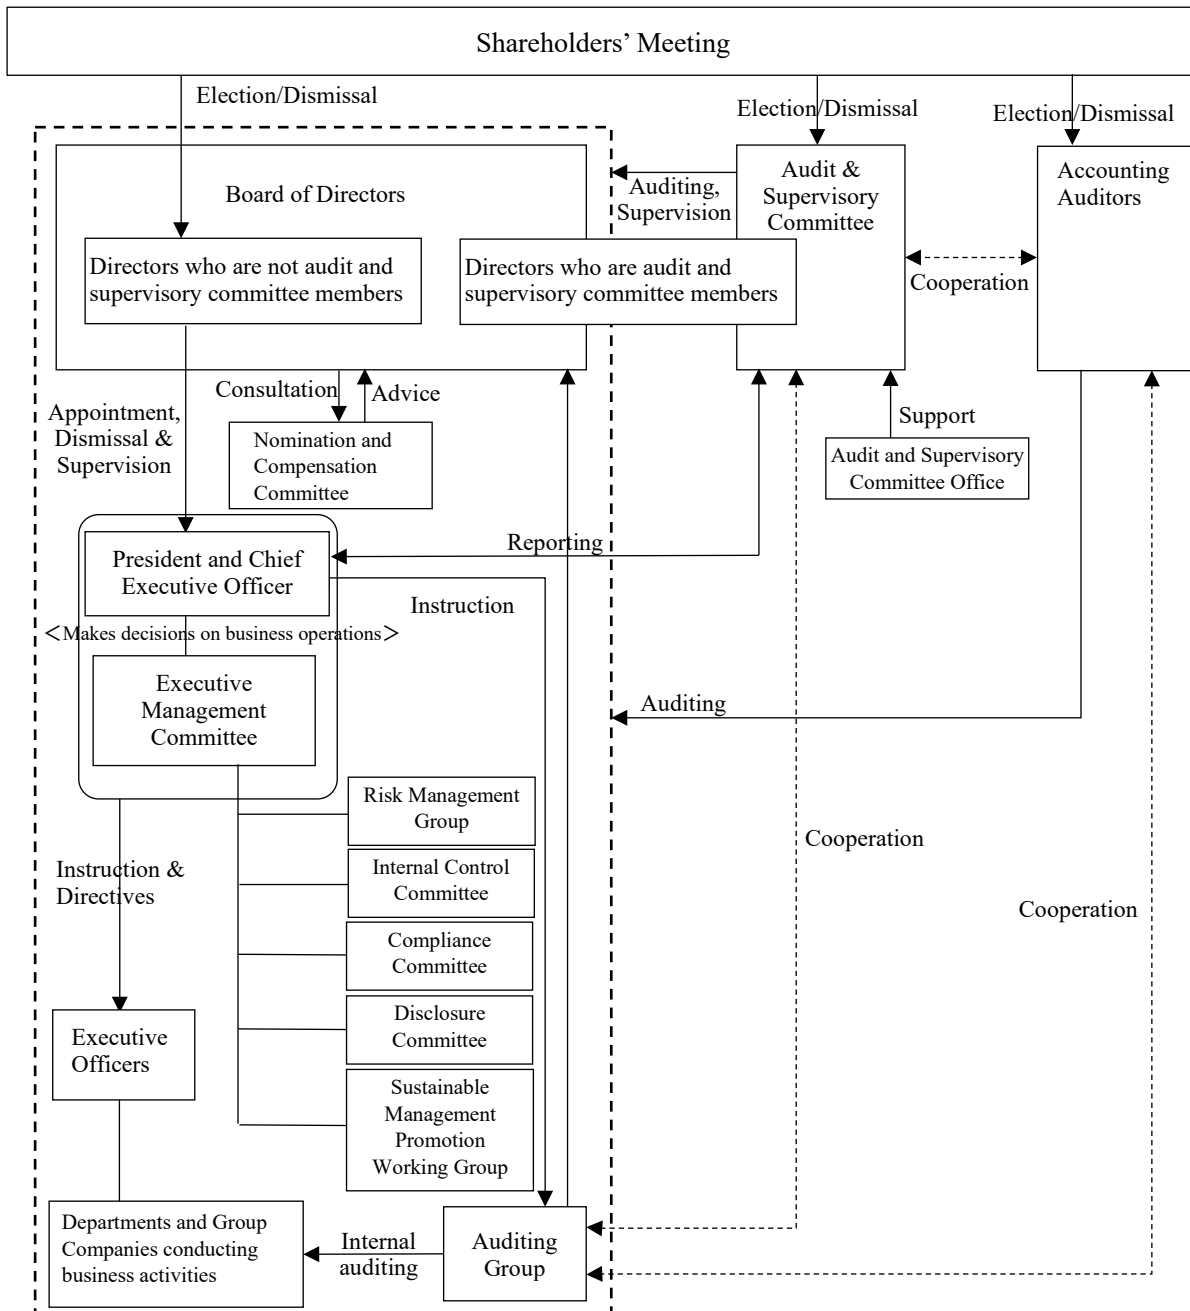 Shareholders’ Meeting
Election/Dismissal
Election/Dismissal
Election/Dismissal
Board of Directors
Auditing,
Supervision
Audit &
Supervisory
Committee
Accounting
Auditors
Directors who are not audit and
supervisory committee members
Directors who are audit and
supervisory committee members
Cooperation
Consultation
Advice
Appointment,
Dismissal &
Supervision
Nomination and
Compensation
Committee
Support
Audit and Supervisory
Committee Office
Reporting
President and Chief
Executive Officer
Instruction
＜Makes decisions on business operations＞
Executive
Management
Committee
Auditing
Risk Management
Group
Cooperation
Instruction &
Directives
Internal Control
Committee
Cooperation
Compliance
Committee
Disclosure
Committee
Executive
Officers
Sustainable
Management
Promotion
Working Group
Departments and Group
Companies conducting
business activities
Internal
auditing
Auditing
Group